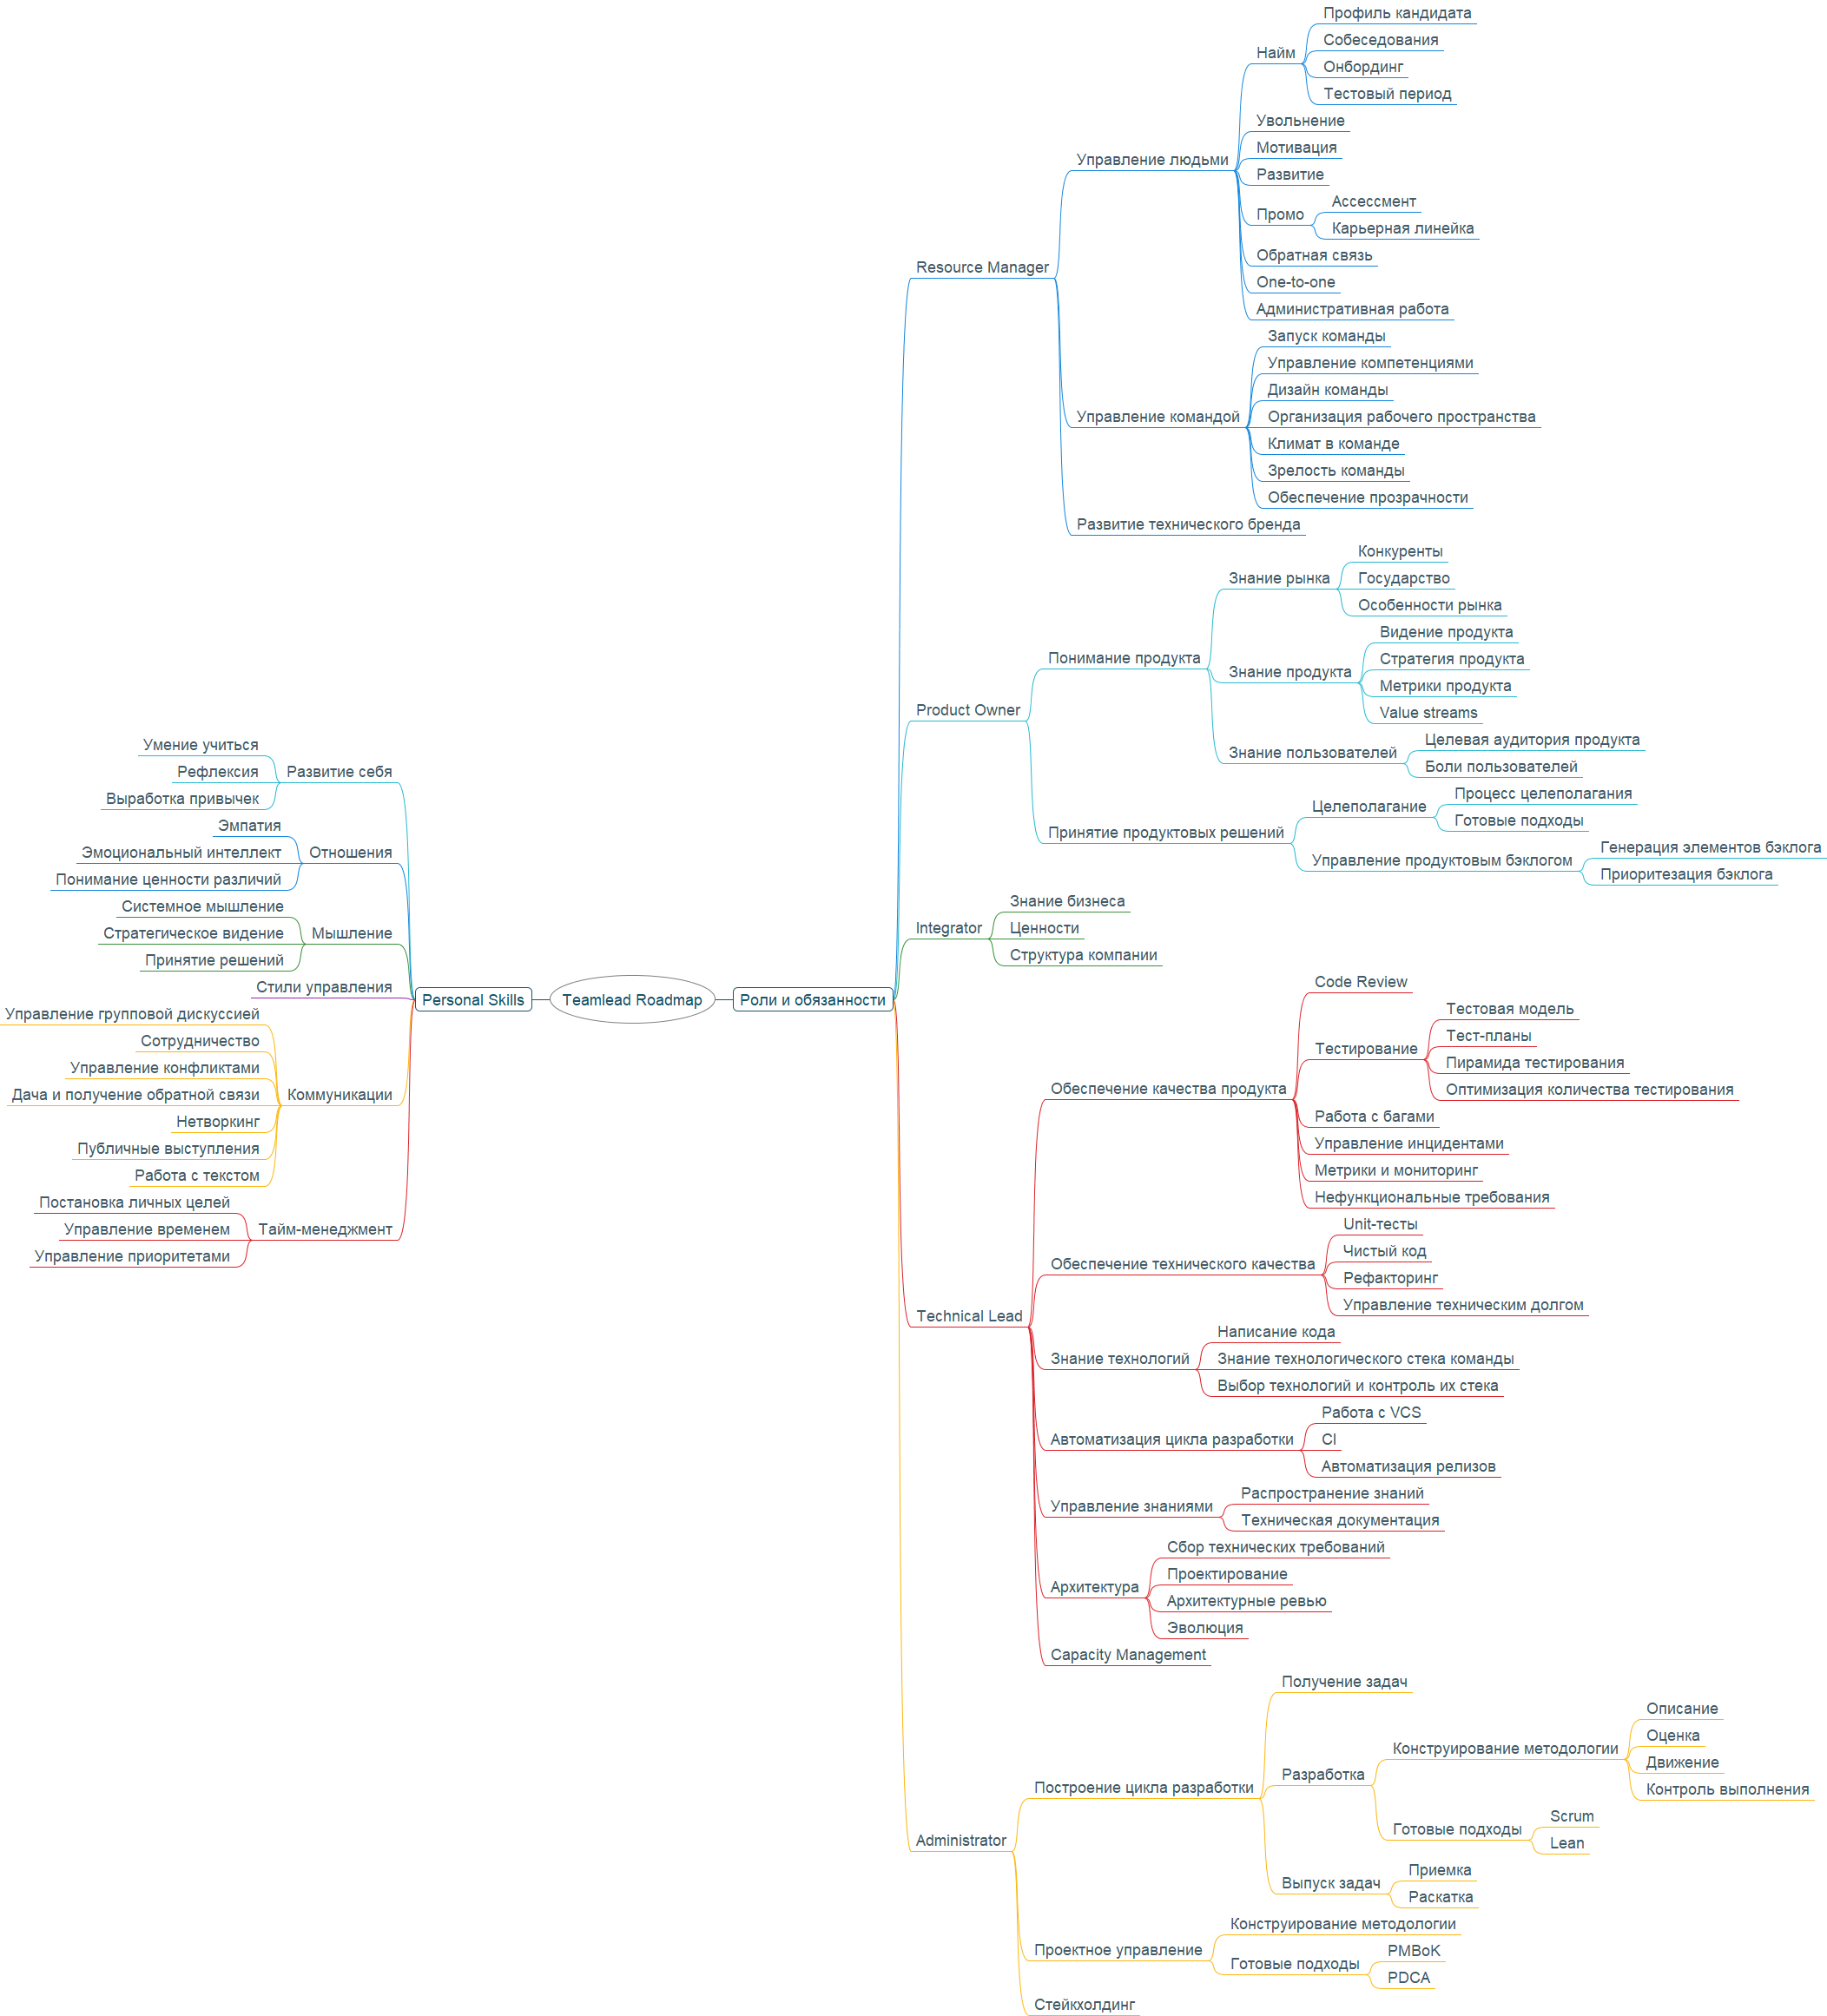 Teamlead Roadmap
Personal Skills
Развитие себя
Умение учиться
Рефлексия
Выработка привычек
Отношения
Эмпатия
Эмоциональный интеллект
Понимание ценности различий
Мышление
Системное мышление
Стратегическое видение
Принятие решений
Стили управления
Коммуникации
Управление групповой дискуссией
Сотрудничество
Управление конфликтами
Дача и получение обратной связи
Нетворкинг
Публичные выступления
Работа с текстом
Тайм-менеджмент
Постановка личных целей
Управление временем
Управление приоритетами
Роли и обязанности
Resource Manager
Управление людьми
Найм
Профиль кандидата
Собеседования
Онбординг
Тестовый период
Увольнение
Мотивация
Развитие
Промо
Ассессмент
Карьерная линейка
Обратная связь
One-to-one
Административная работа
Управление командой
Запуск команды
Управление компетенциями
Дизайн команды
Организация рабочего пространства
Климат в команде
Зрелость команды
Обеспечение прозрачности
Развитие технического бренда
Product Owner
Понимание продукта
Знание рынка
Конкуренты
Государство
Особенности рынка
Знание продукта
Видение продукта
Стратегия продукта
Метрики продукта
Value streams
Знание пользователей
Целевая аудитория продукта
Боли пользователей
Принятие продуктовых решений
Целеполагание
Процесс целеполагания
Готовые подходы
Управление продуктовым бэклогом
Генерация элементов бэклога
Приоритезация бэклога
Integrator
Знание бизнеса
Ценности
Структура компании
Technical Lead
Обеспечение качества продукта
Code Review
Тестирование
Тестовая модель
Тест-планы
Пирамида тестирования
Оптимизация количества тестирования
Работа с багами
Управление инцидентами
Метрики и мониторинг
Нефункциональные требования
Обеспечение технического качества
Unit-тесты
Чистый код
Рефакторинг
Управление техническим долгом
Знание технологий
Написание кода
Знание технологического стека команды
Выбор технологий и контроль их стека
Автоматизация цикла разработки
Работа с VCS
CI
Автоматизация релизов
Управление знаниями
Распространение знаний
Техническая документация
Архитектура
Сбор технических требований
Проектирование
Архитектурные ревью
Эволюция
Capacity Management
Administrator
Построение цикла разработки
Получение задач
Разработка
Конструирование методологии
Описание
Оценка
Движение
Контроль выполнения
Готовые подходы
Scrum
Lean
Выпуск задач
Приемка
Раскатка
Проектное управление
Конструирование методологии
Готовые подходы
PMBoK
PDCA
Стейкхолдинг